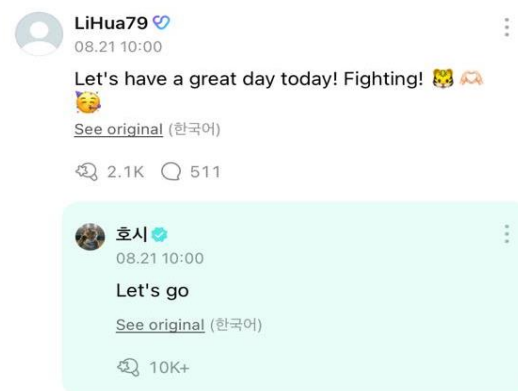 LiHua79
08.21 10:00
Let's have a great day today! Fighting! 🐯 🫶🏻
🥳
See original (한국어)
2.1K 511
호시
08.21 10:00
Let's go
See original (한국어)
10K+